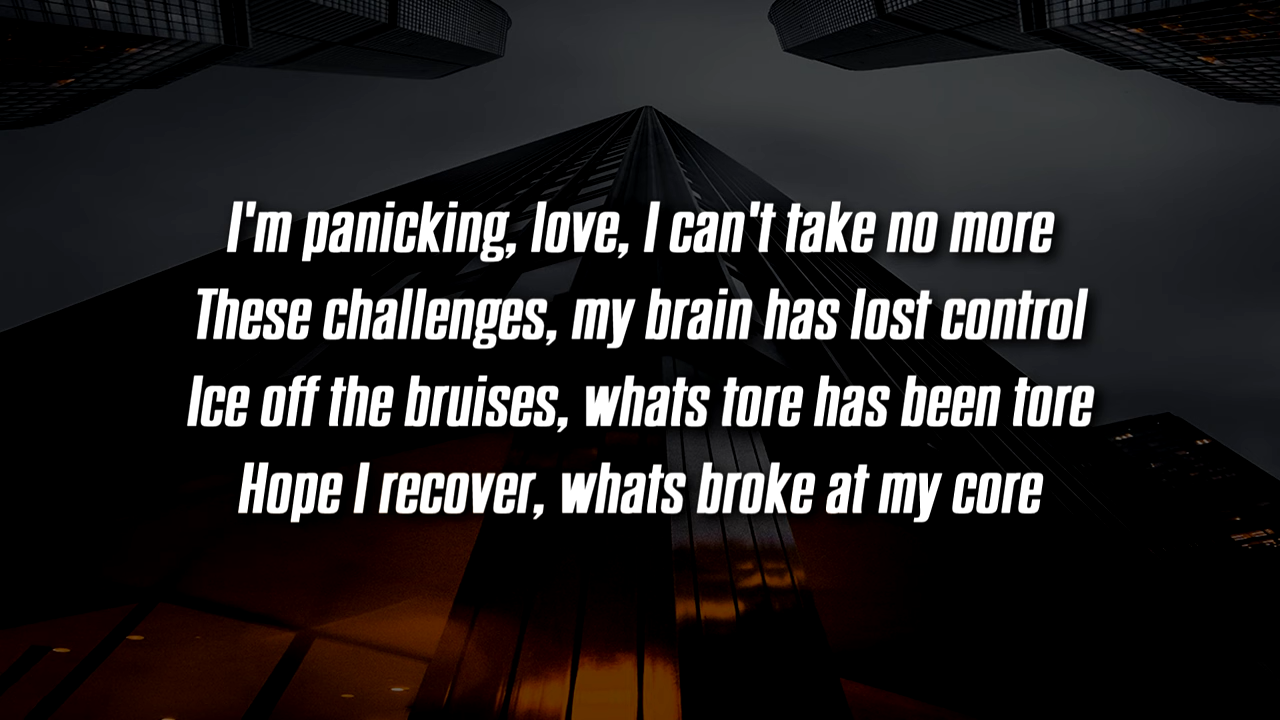 I'm panicking, love, I can't take no more
These challenges, my brain has lost control
Ice off the bruises, whats tore has been tore
Hope I recover, whats broke at my core